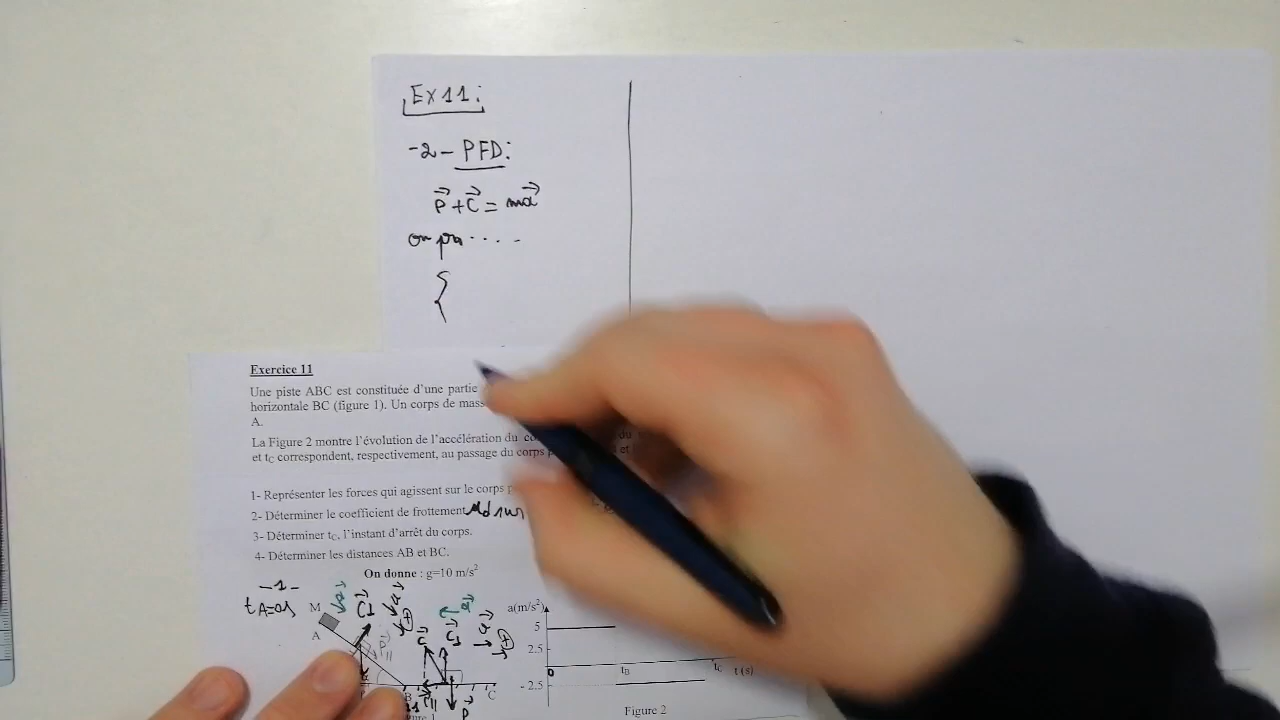 Ex 11:
-2- PFD:
P + C = ma
on pro....
{
Exercice 11
Une piste ABC est constituée d'une partie
horizontale BC (figure 1). Un corps de mass
A.
La Figure 2 montre l'évolution de l'accélération du co du
et tC correspondent, respectivement, au passage du corps p et
1- Représenter les forces qui agissent sur le corps
2- Déterminer le coefficient de frottement
3- Déterminer tC, l'instant d'arrêt du corps.
4- Déterminer les distances AB et BC.
On donne : g=10 m/s²
-1-
tA=0s
M
A
B
C
P
a(m/s²)
5
2.5
0
tB
tC
t (s)
- 2.5
Figure 2